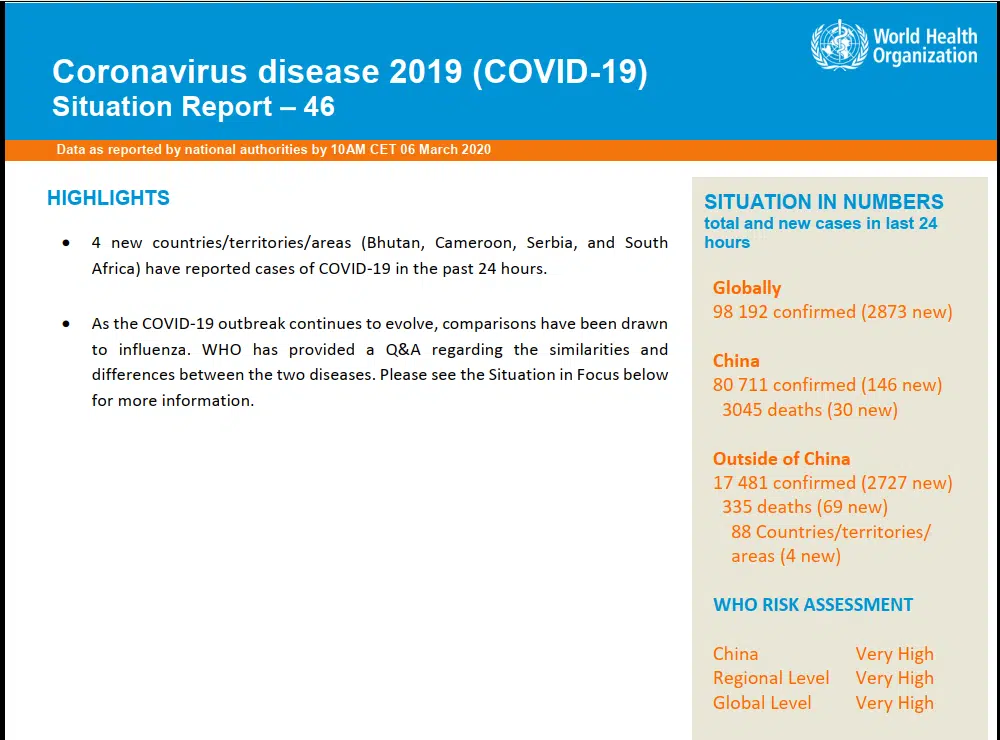 World Health
Organization
Coronavirus disease 2019 (COVID-19)
Situation Report – 46
Data as reported by national authorities by 10AM CET 06 March 2020
HIGHLIGHTS
• 4 new countries/territories/areas (Bhutan, Cameroon, Serbia, and South
Africa) have reported cases of COVID-19 in the past 24 hours.
• As the COVID-19 outbreak continues to evolve, comparisons have been drawn
to influenza. WHO has provided a Q&A regarding the similarities and
differences between the two diseases. Please see the Situation in Focus below
for more information.
SITUATION IN NUMBERS
total and new cases in last 24
hours
Globally
98 192 confirmed (2873 new)
China
80 711 confirmed (146 new)
3045 deaths (30 new)
Outside of China
17 481 confirmed (2727 new)
335 deaths (69 new)
88 Countries/territories/
areas (4 new)
WHO RISK ASSESSMENT
China Very High
Regional Level Very High
Global Level Very High